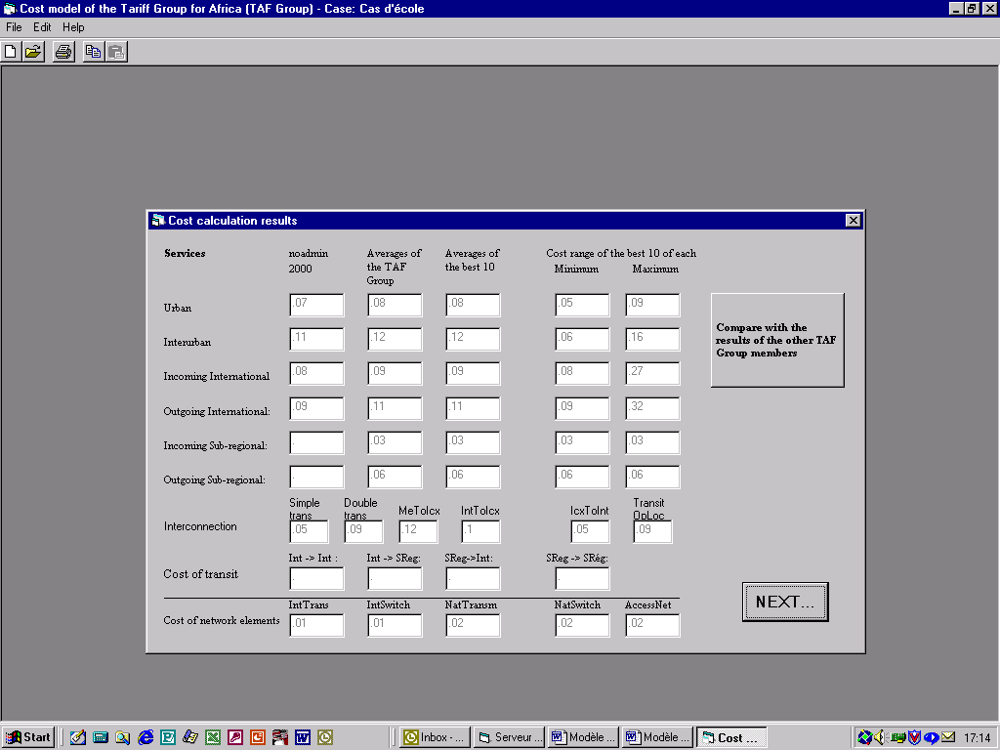 Cost model of the Tariff Group for Africa (TAF Group) - Case: Cas d'école
File Edit Help
Cost calculation results
Services noadmin 2000 Averages of the TAF Group Averages of the best 10 Cost range of the best 10 of each Minimum Maximum
Urban .07 .08 .08 .05 .09
Interurban .11 .12 .12 .06 .16
Compare with the
results of the other TAF
Group members
Incoming International .08 .09 .09 .08 .27
Outgoing International: .09 .11 .11 .09 .32
Incoming Sub-regional: . .03 .03 .03 .03
Outgoing Sub-regional: . .06 .06 .06 .06
Simple trans Double trans MeToIcx IntToIcx IcxToInt Transit OpLoc
Interconnection .05 .09 .12 .1 .05 .09
Int -> Int : Int -> SReg: SReg->Int: SReg -> SRég:
Cost of transit . . . .
IntTrans IntSwitch NatTransm NatSwitch AccessNet
Cost of network elements .01 .01 .02 .02 .02
NEXT...
Start Inbox - ... Serveur ... Modèle ... Modèle ... Cost ... 17:14